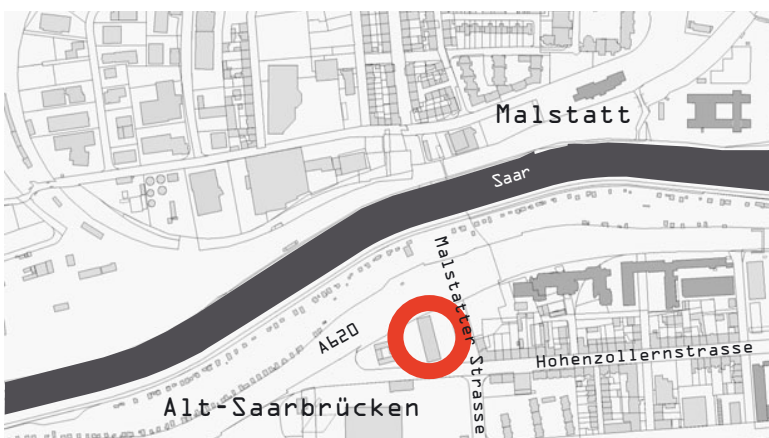 Malstatt
Saar
Malstatter Strasse
A620
Hohenzollernstrasse
Alt-Saarbrücken